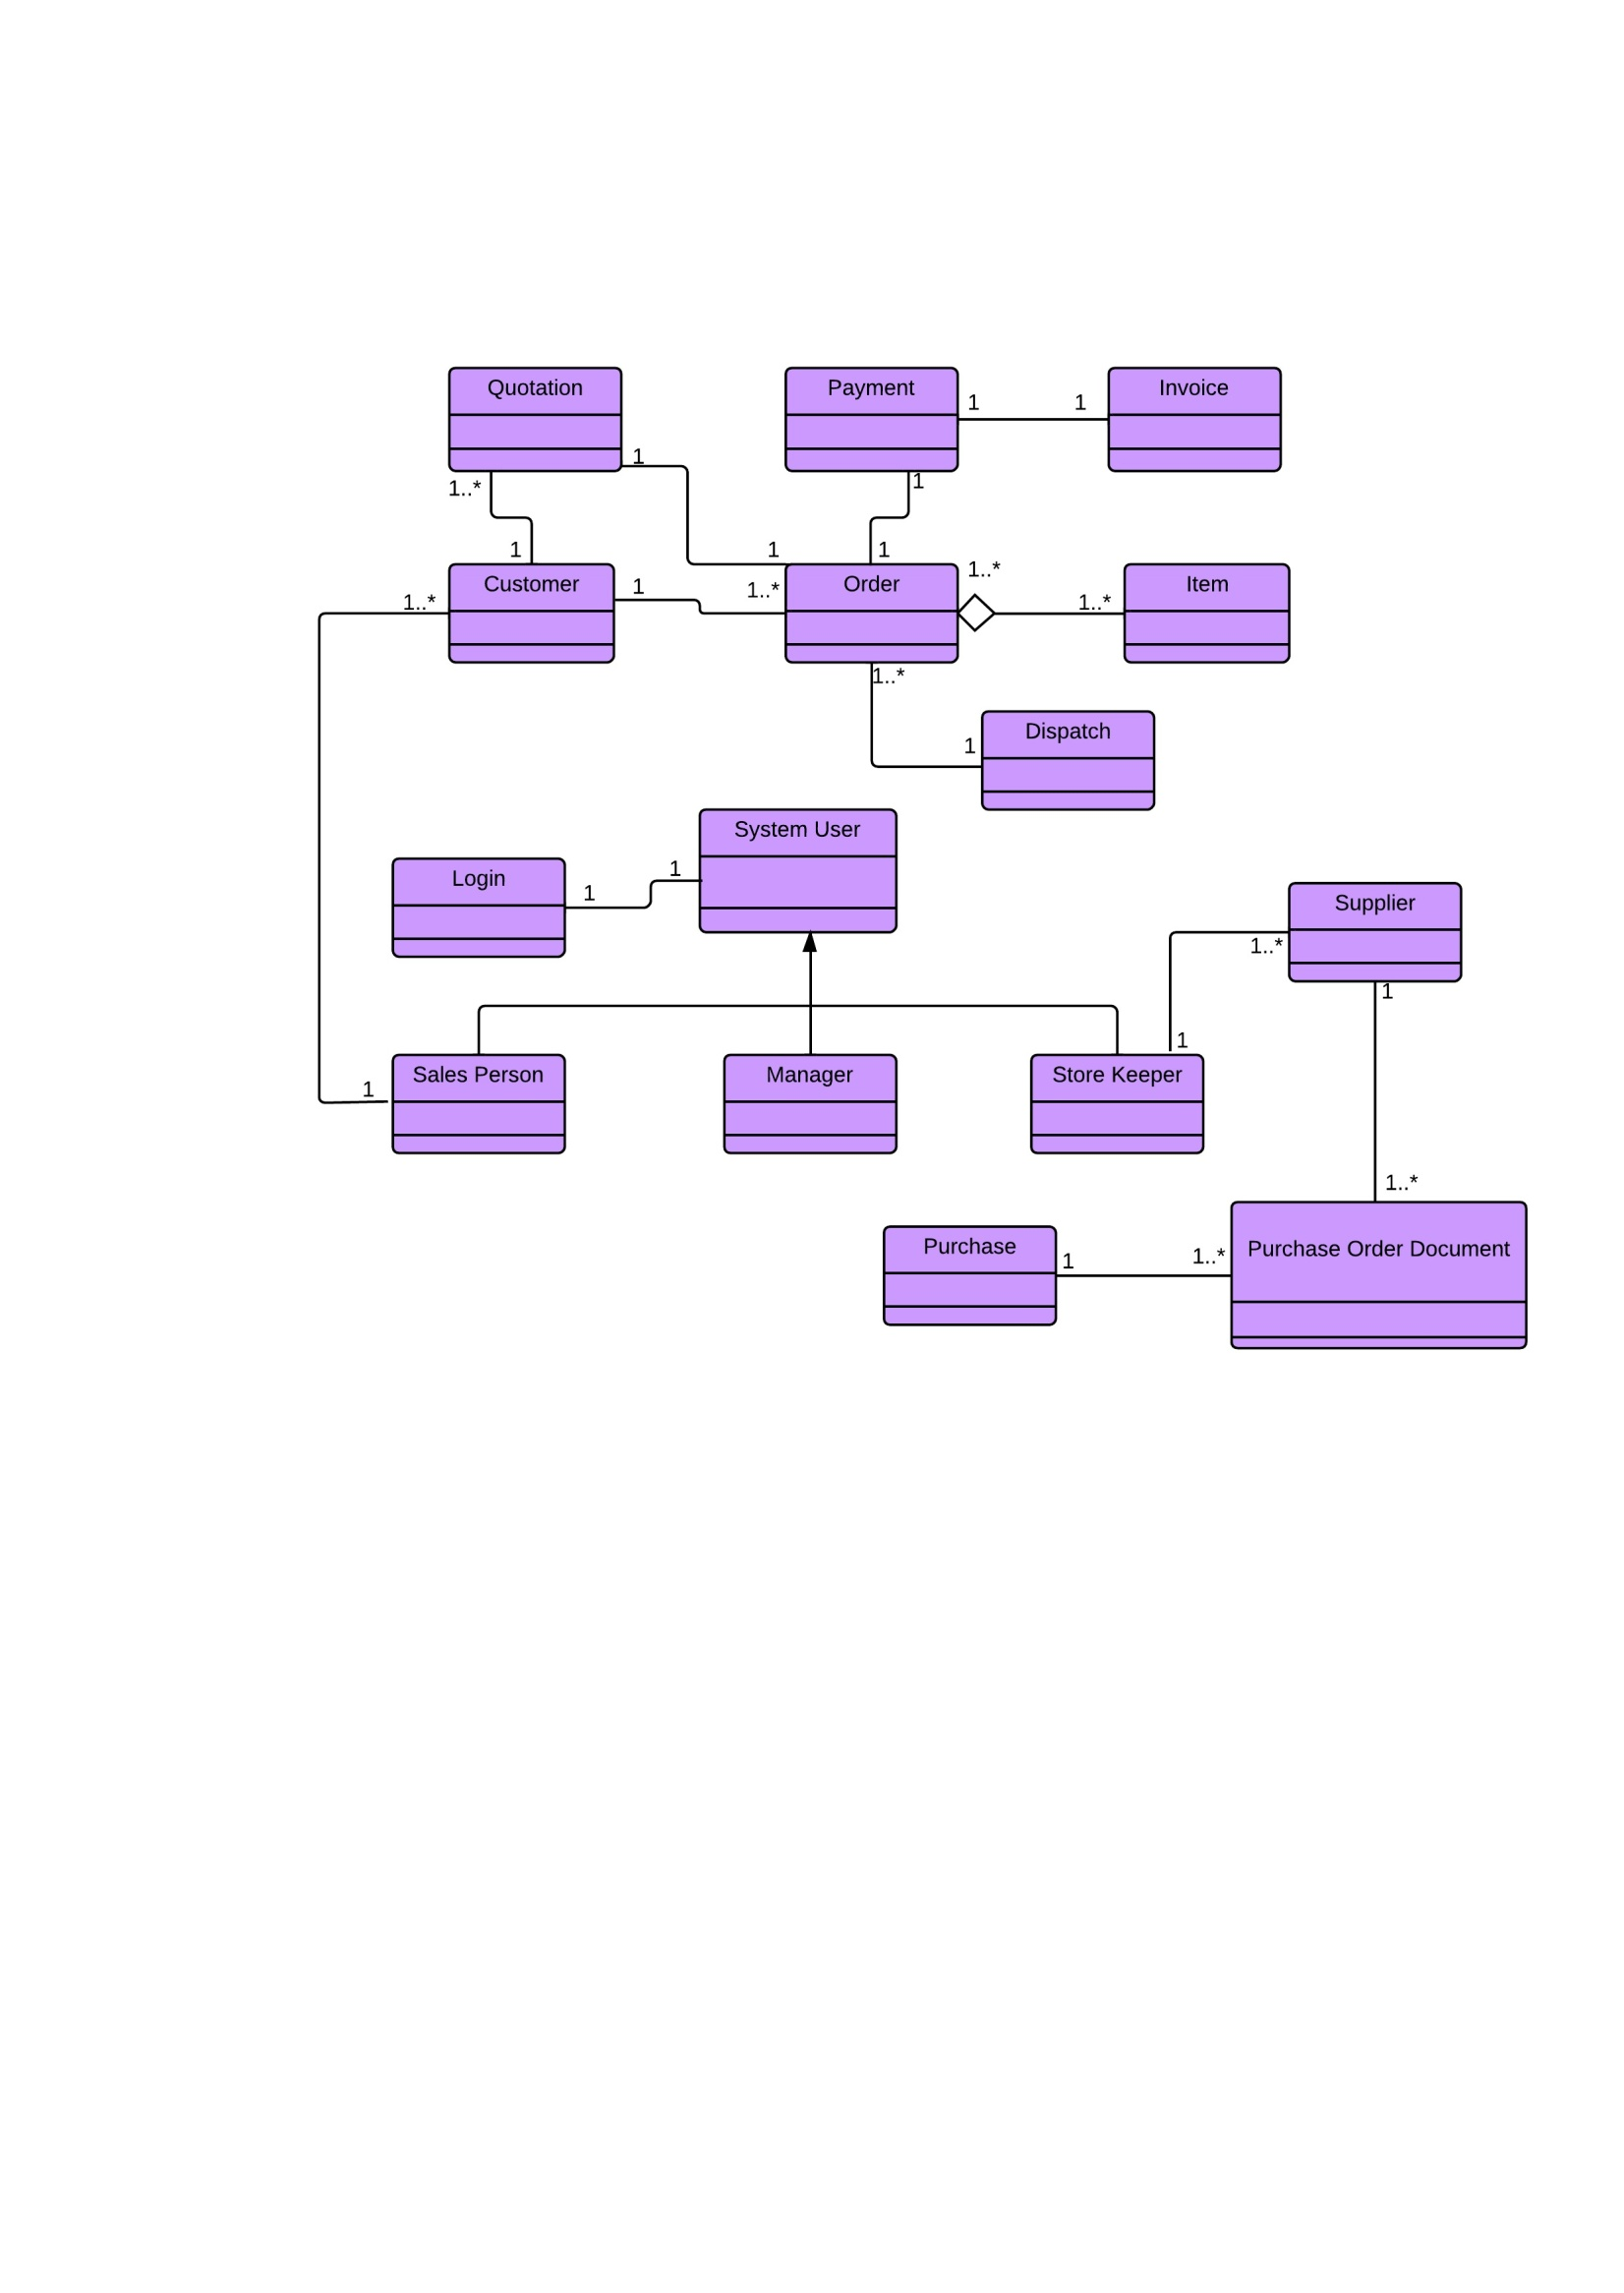 Quotation
Payment
1
1
Invoice
1
1..*
1
1
1
1
1..*
Customer
1
1..*
Order
1..*
1..*
Item
1..*
1
Dispatch
System User
Login
1
1
Supplier
1..*
1
1
Sales Person
Manager
Store Keeper
1
1..*
Purchase
1
1..*
Purchase Order Document